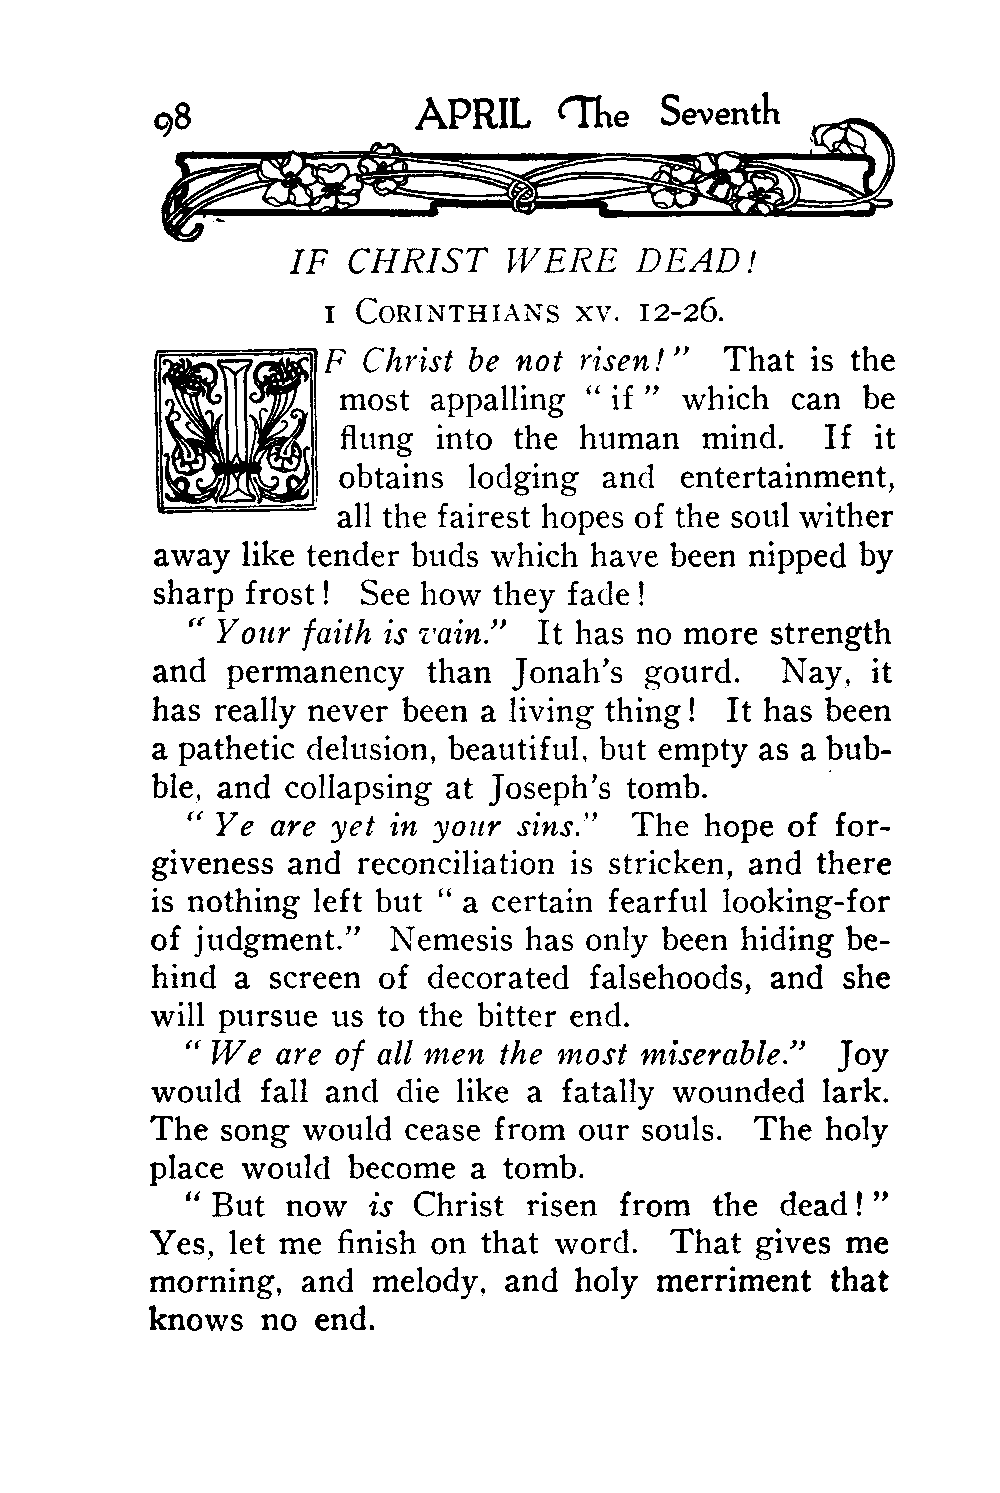 98 APRIL The Seventh
IF CHRIST WERE DEAD!
1 CORINTHIANS XV. 12-26.
IF Christ be not risen!" That is the
most appalling "if" which can be
flung into the human mind. If it
obtains lodging and entertainment,
all the fairest hopes of the soul wither
away like tender buds which have been nipped by
sharp frost! See how they fade!
"Your faith is vain." It has no more strength
and permanency than Jonah's gourd. Nay, it
has really never been a living thing! It has been
a pathetic delusion, beautiful, but empty as a bub-
ble, and collapsing at Joseph's tomb.
"Ye are yet in your sins." The hope of for-
giveness and reconciliation is stricken, and there
is nothing left but "a certain fearful looking-for
of judgment." Nemesis has only been hiding be-
hind a screen of decorated falsehoods, and she
will pursue us to the bitter end.
"We are of all men the most miserable." Joy
would fall and die like a fatally wounded lark.
The song would cease from our souls. The holy
place would become a tomb.
"But now is Christ risen from the dead!"
Yes, let me finish on that word. That gives me
morning, and melody, and holy merriment that
knows no end.